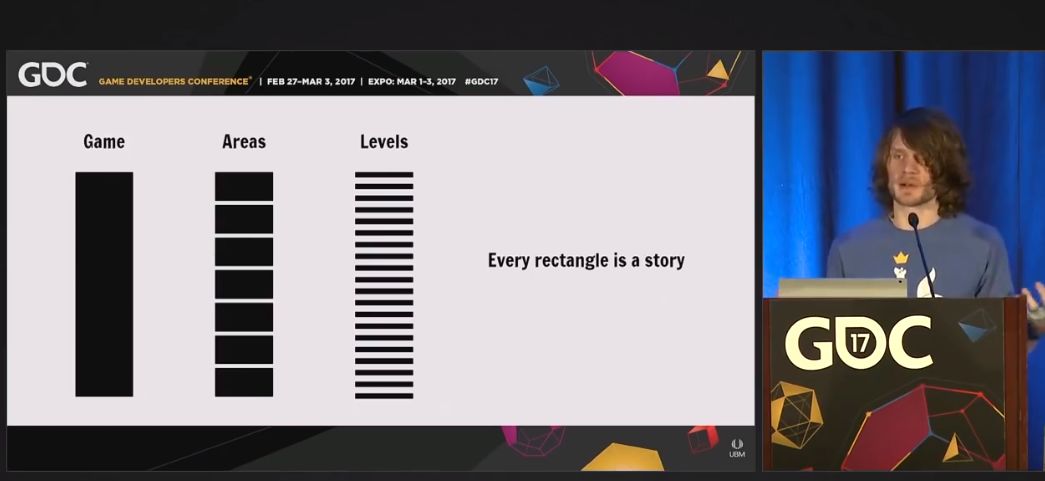 GDC
GAME DEVELOPERS CONFERENCE® | FEB 27–MAR 3, 2017 | EXPO: MAR 1–3, 2017 #GDC17
Game Areas Levels
Every rectangle is a story
UBM
GDC
17